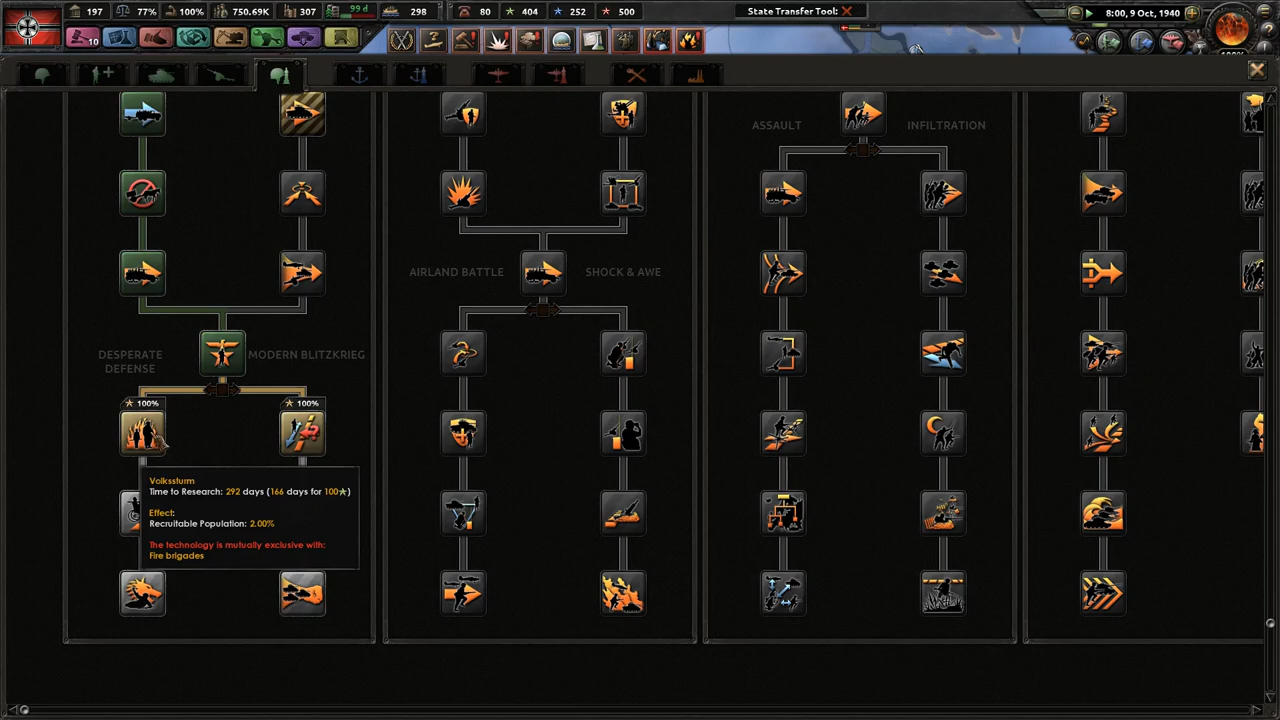 197 77% 100% 750.69K 307 99 d 298 80 404 252 500 State Transfer Tool: 8:00, 9 Oct, 1940
10 100%
ASSAULT INFILTRATION
AIRLAND BATTLE SHOCK & AWE
DESPERATE
DEFENSE
MODERN BLITZKRIEG
100% 100%
Volkssturm
Time to Research: 292 days (166 days for 100)
Effect:
Recruitable Population: 2.00%
The technology is mutually exclusive with:
Fire brigades